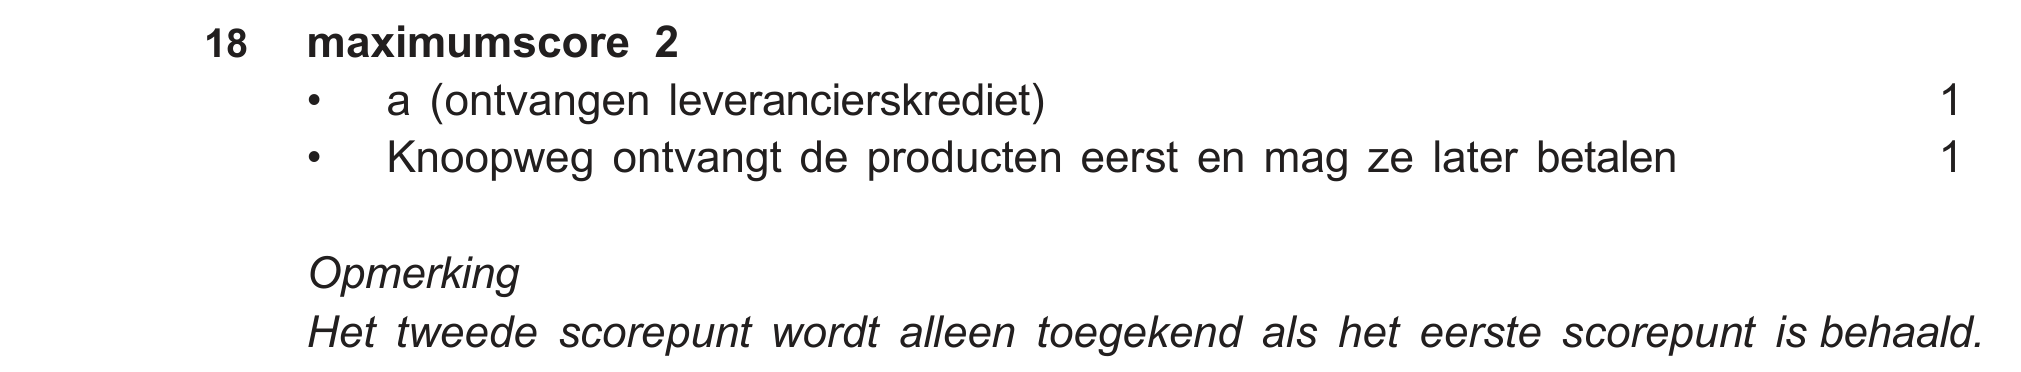 18 maximumscore 2
• a (ontvangen leverancierskrediet) 1
• Knoopweg ontvangt de producten eerst en mag ze later betalen 1
Opmerking
Het tweede scorepunt wordt alleen toegekend als het eerste scorepunt is behaald.